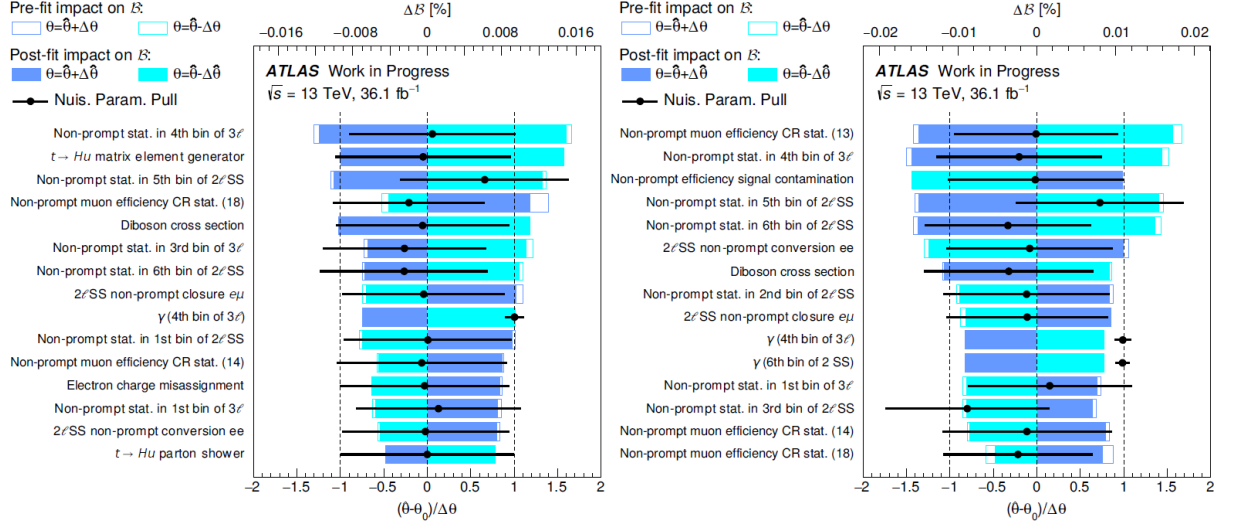 Pre-fit impact on ℬ:
θ=θ̂+Δθ θ=θ̂-Δθ
Post-fit impact on ℬ:
θ=θ̂+Δθ̂ θ=θ̂-Δθ̂
Nuis. Param. Pull
Δℬ [%]
−0.016 −0.008 0 0.008 0.016
ATLAS Work in Progress
√s = 13 TeV, 36.1 fb⁻¹
Non-prompt stat. in 4th bin of 3ℓ
t → Hu matrix element generator
Non-prompt stat. in 5th bin of 2ℓSS
Non-prompt muon efficiency CR stat. (18)
Diboson cross section
Non-prompt stat. in 3rd bin of 3ℓ
Non-prompt stat. in 6th bin of 2ℓSS
2ℓSS non-prompt closure eμ
γ (4th bin of 3ℓ)
Non-prompt stat. in 1st bin of 2ℓSS
Non-prompt muon efficiency CR stat. (14)
Electron charge misassignment
Non-prompt stat. in 1st bin of 3ℓ
2ℓSS non-prompt conversion ee
t → Hu parton shower
−2 −1.5 −1 −0.5 0 0.5 1 1.5 2
(θ̂-θ₀)/Δθ
Pre-fit impact on ℬ:
θ=θ̂+Δθ θ=θ̂-Δθ
Post-fit impact on ℬ:
θ=θ̂+Δθ̂ θ=θ̂-Δθ̂
Nuis. Param. Pull
Δℬ [%]
−0.02 −0.01 0 0.01 0.02
ATLAS Work in Progress
√s = 13 TeV, 36.1 fb⁻¹
Non-prompt muon efficiency CR stat. (13)
Non-prompt stat. in 4th bin of 3ℓ
Non-prompt efficiency signal contamination
Non-prompt stat. in 5th bin of 2ℓSS
Non-prompt stat. in 6th bin of 2ℓSS
2ℓSS non-prompt conversion ee
Diboson cross section
Non-prompt stat. in 2nd bin of 2ℓSS
2ℓSS non-prompt closure eμ
γ (4th bin of 3ℓ)
γ (6th bin of 2 SS)
Non-prompt stat. in 1st bin of 3ℓ
Non-prompt stat. in 3rd bin of 2ℓSS
Non-prompt muon efficiency CR stat. (14)
Non-prompt muon efficiency CR stat. (18)
−2 −1.5 −1 −0.5 0 0.5 1 1.5 2
(θ̂-θ₀)/Δθ